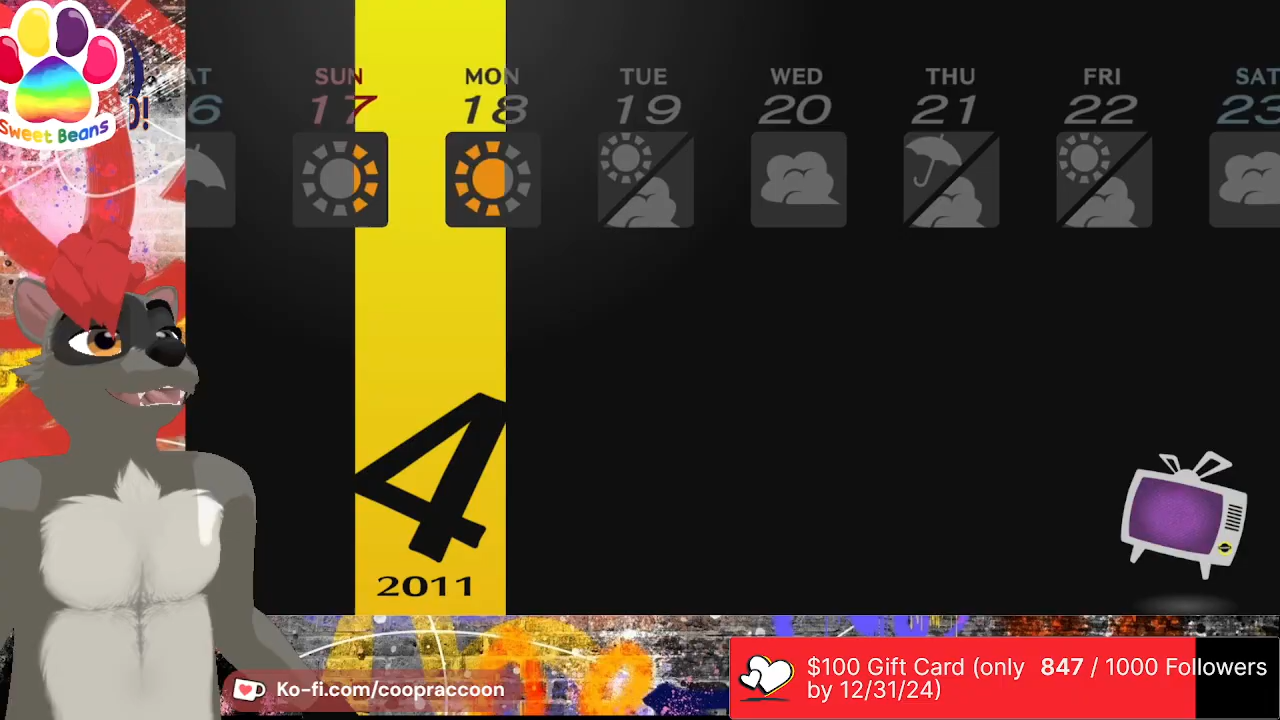 Sweet Beans
SUN MON TUE WED THU FRI SAT
17 18 19 20 21 22 23
4
2011
Ko-fi.com/coopraccoon
$100 Gift Card (only 847 / 1000 Followers
by 12/31/24)